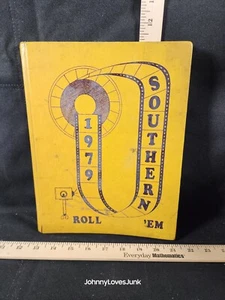 SOUTHERN
1979
ROLL 'EM
Everyday Mathematics
JohnnyLovesJunk